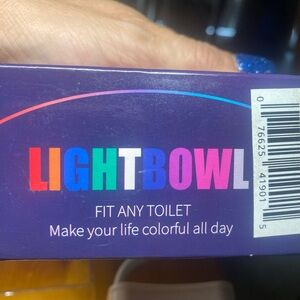 LIGHTBOWL
FIT ANY TOILET
Make your life colorful all day
0 76625 41901 5